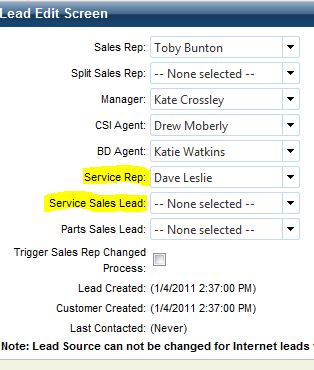 Lead Edit Screen
Sales Rep: Toby Bunton
Split Sales Rep: -- None selected --
Manager: Kate Crossley
CSI Agent: Drew Moberly
BD Agent: Katie Watkins
Service Rep: Dave Leslie
Service Sales Lead: -- None selected --
Parts Sales Lead: -- None selected --
Trigger Sales Rep Changed
Process:
Lead Created: (1/4/2011 2:37:00 PM)
Customer Created: (1/4/2011 2:37:00 PM)
Last Contacted: (Never)
Note: Lead Source can not be changed for Internet leads